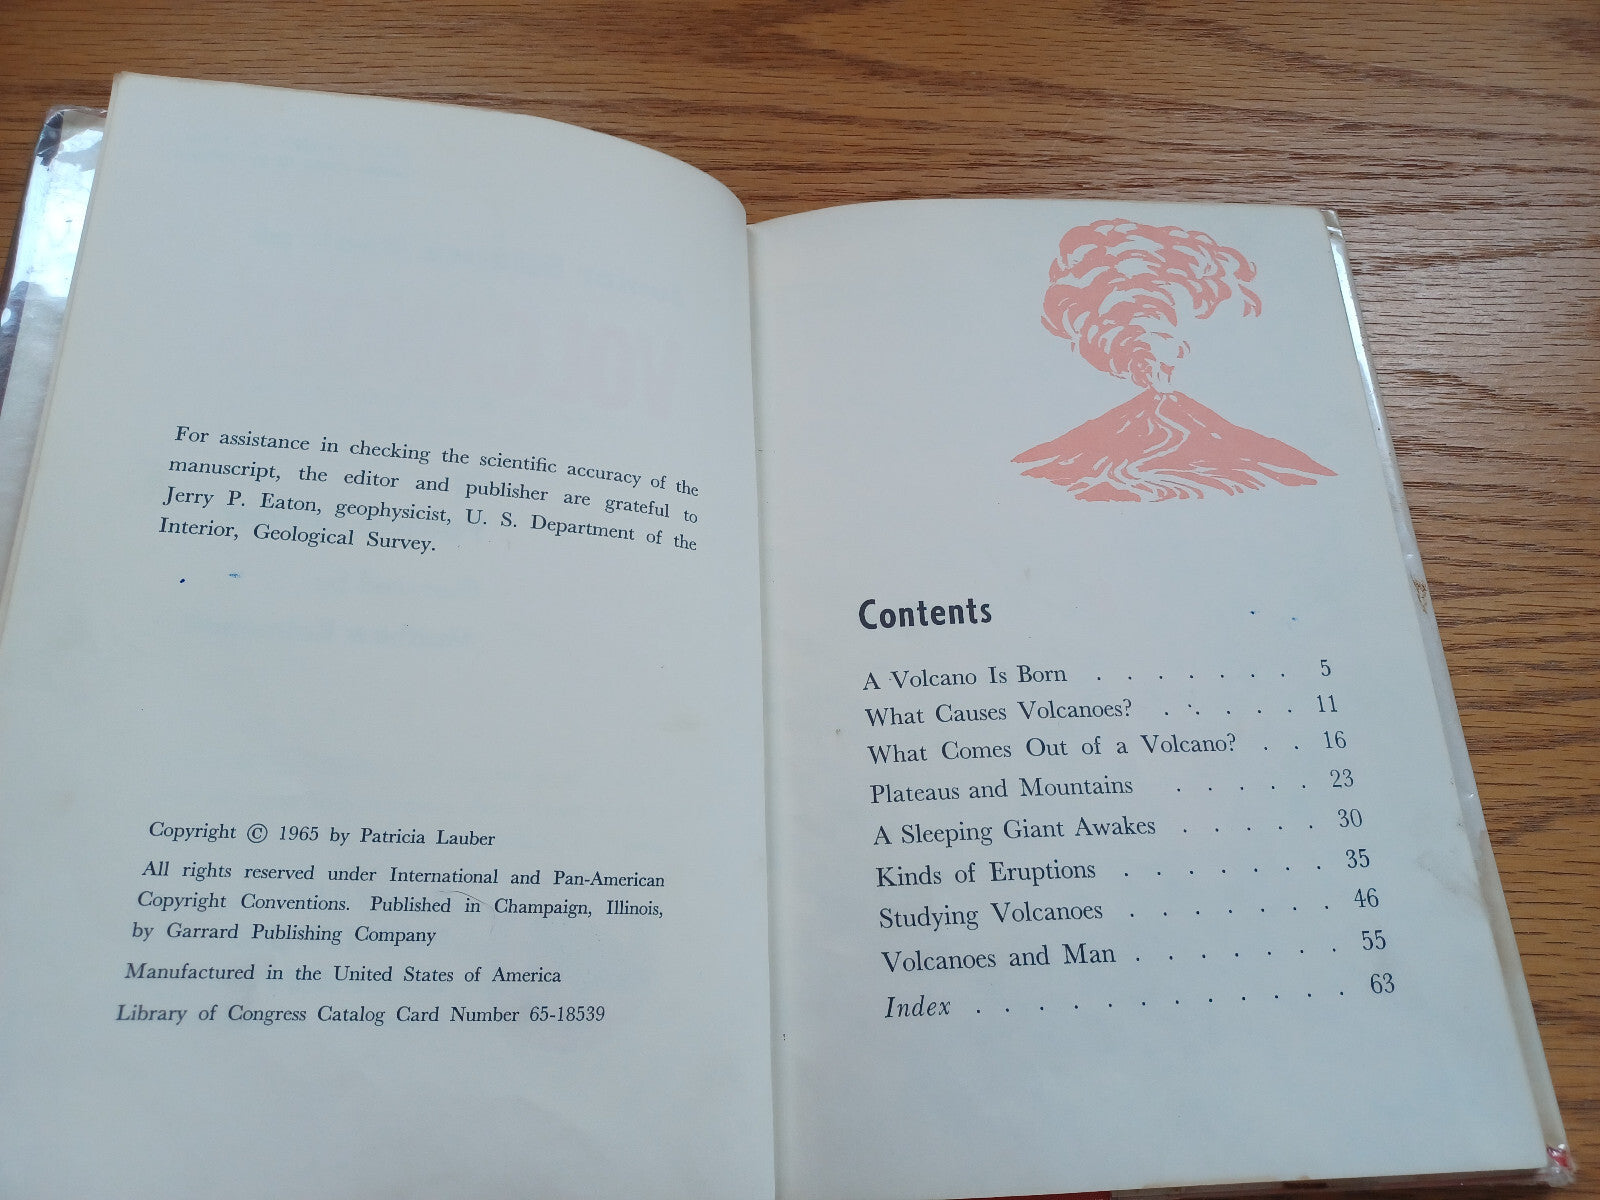 For assistance in checking the scientific accuracy of the
manuscript, the editor and publisher are grateful to
Jerry P. Eaton, geophysicist, U. S. Department of the
Interior, Geological Survey.
Copyright © 1965 by Patricia Lauber
All rights reserved under International and Pan-American
Copyright Conventions. Published in Champaign, Illinois,
by Garrard Publishing Company
Manufactured in the United States of America
Library of Congress Catalog Card Number 65-18539
Contents
A Volcano Is Born . . . . . . . 5
What Causes Volcanoes? . . . . . 11
What Comes Out of a Volcano? . . 16
Plateaus and Mountains . . . . . 23
A Sleeping Giant Awakes . . . . . 30
Kinds of Eruptions . . . . . . . 35
Studying Volcanoes . . . . . . . 46
Volcanoes and Man . . . . . . . 55
Index . . . . . . . . . . . . 63